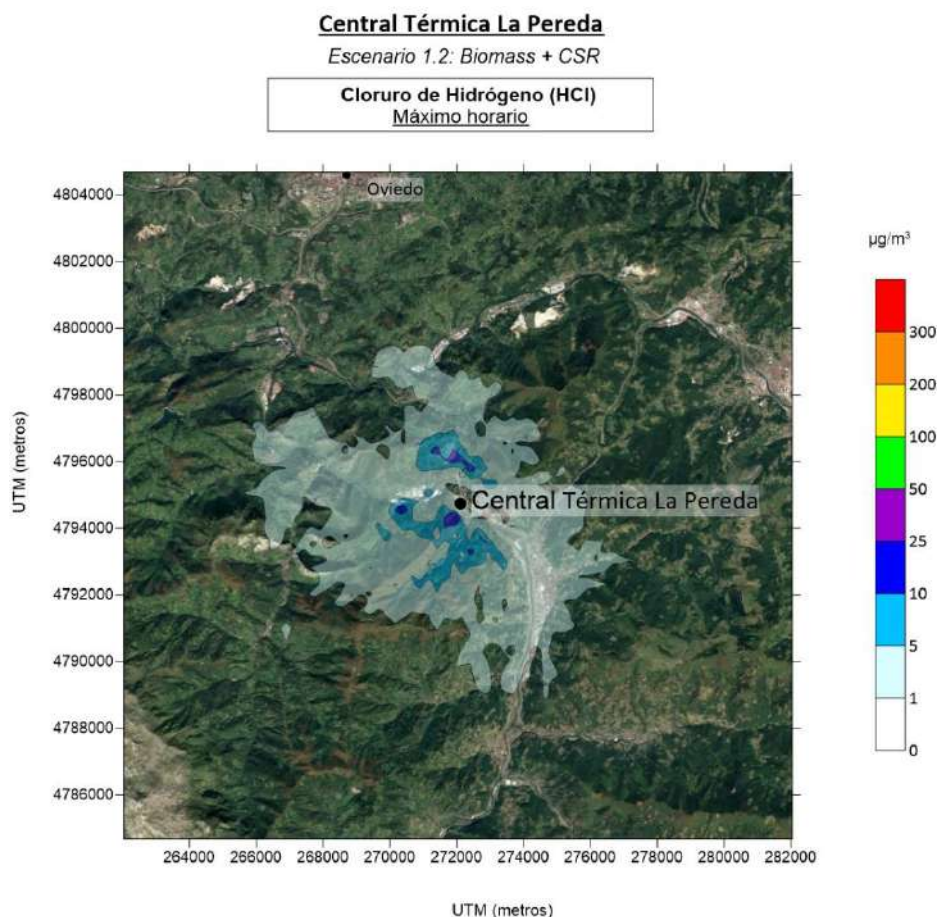 Central Térmica La Pereda
Escenario 1.2: Biomass + CSR
Cloruro de Hidrógeno (HCl)
Máximo horario
Oviedo
Central Térmica La Pereda
UTM (metros)
4804000
4802000
4800000
4798000
4796000
4794000
4792000
4790000
4788000
4786000
264000 266000 268000 270000 272000 274000 276000 278000 280000 282000
UTM (metros)
µg/m³
300
200
100
50
25
10
5
1
0